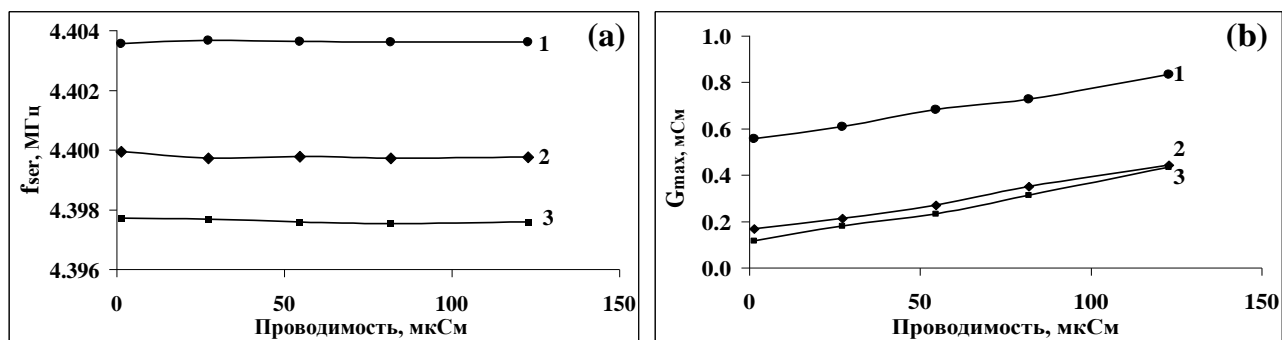 (a)
4.404
4.402
4.400
4.398
4.396
fser, МГц
1
2
3
0 50 100 150
Проводимость, мкСм
(b)
1.0
0.8
0.6
0.4
0.2
0.0
Gmax, мСм
1
2
3
0 50 100 150
Проводимость, мкСм